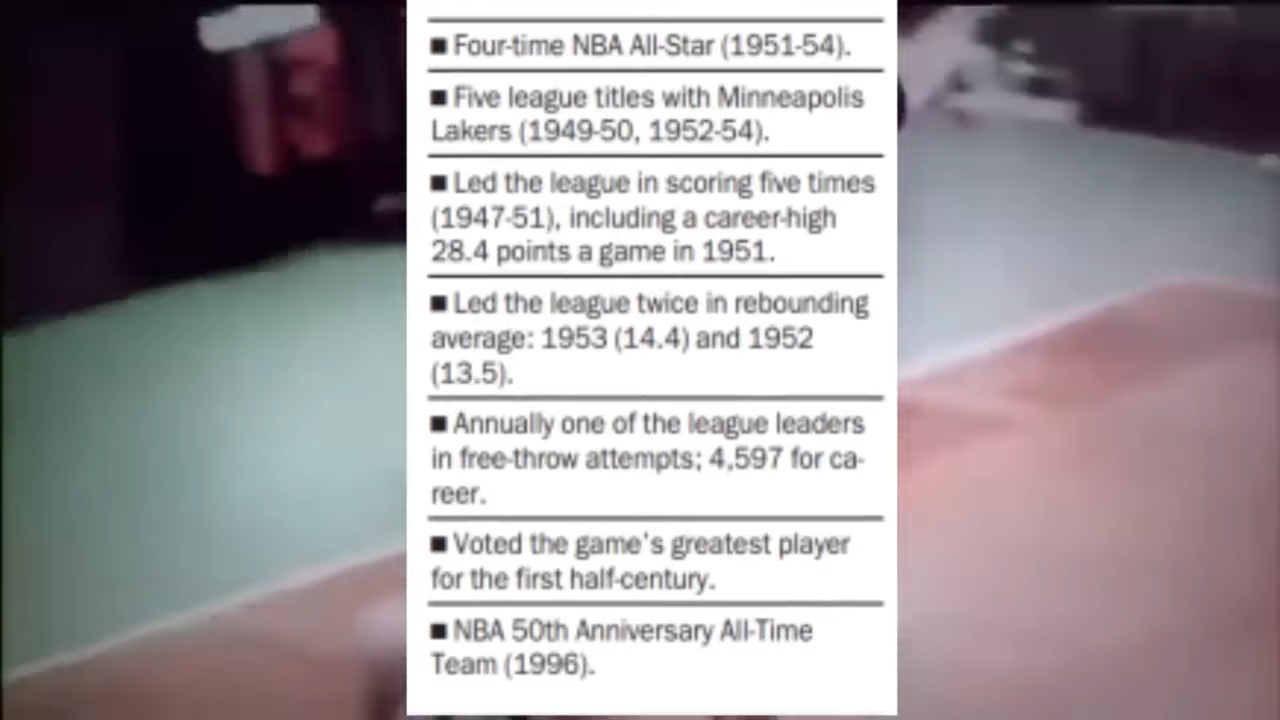 ■ Four-time NBA All-Star (1951-54).
■ Five league titles with Minneapolis
Lakers (1949-50, 1952-54).
■ Led the league in scoring five times
(1947-51), including a career-high
28.4 points a game in 1951.
■ Led the league twice in rebounding
average: 1953 (14.4) and 1952
(13.5).
■ Annually one of the league leaders
in free-throw attempts; 4,597 for ca-
reer.
■ Voted the game's greatest player
for the first half-century.
■ NBA 50th Anniversary All-Time
Team (1996).